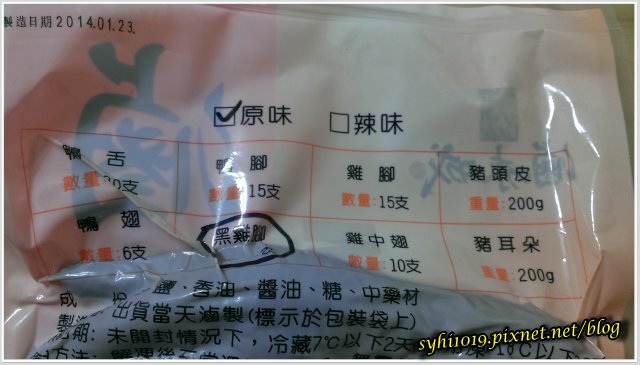 製造日期 2014.01.23.
☑原味 □辣味
鴨舌 鴨腳 雞腳 豬頭皮
數量:20支 數量:15支 數量:15支 重量:200g
鴨翅 黑雞腳 雞中翅 豬耳朵
數量:6支 數量:10支 重量:200g
鹽、香油、醬油、糖、中藥材
出貨當天滷製(標示於包裝袋上)
期:未開封情況下,冷藏7℃以下2天
syhi1019.pixnet.net/blog